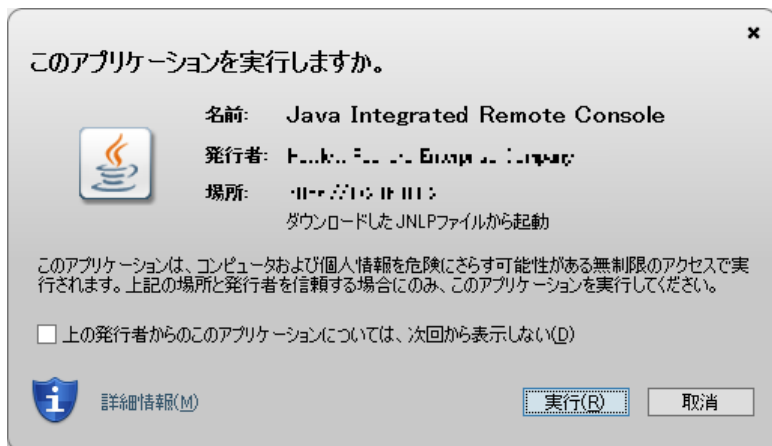 このアプリケーションを実行しますか。
名前: Java Integrated Remote Console
発行者: Enterprise Company
場所:
ダウンロードしたJNLPファイルから起動
このアプリケーションは、コンピュータおよび個人情報を危険にさらす可能性がある無制限のアクセスで実
行されます。上記の場所と発行者を信頼する場合にのみ、このアプリケーションを実行してください。
上の発行者からのこのアプリケーションについては、次回から表示しない(D)
詳細情報(M) 実行(R) 取消